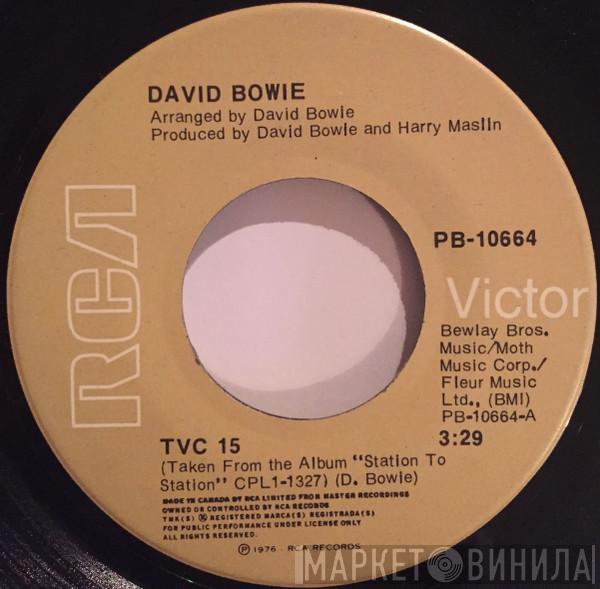 DAVID BOWIE
Arranged by David Bowie
Produced by David Bowie and Harry Maslin
RCA
PB-10664
Victor
Bewlay Bros.
Music/Moth
Music Corp./
Fleur Music
Ltd., (BMI)
PB-10664-A
TVC 15
3:29
(Taken From the Album "Station To
Station" CPL1-1327) (D. Bowie)
MADE IN CANADA BY RCA LIMITED FROM MASTER RECORDINGS
OWNED OR CONTROLLED BY RCA RECORDS
TMK(S) ® REGISTERED MARCA(S) REGISTRADA(S)
FOR PUBLIC PERFORMANCE UNDER LICENSE ONLY
ALL RIGHTS RESERVED.
℗ 1976 - RCA RECORDS
МАРКЕТ ВИНИЛА